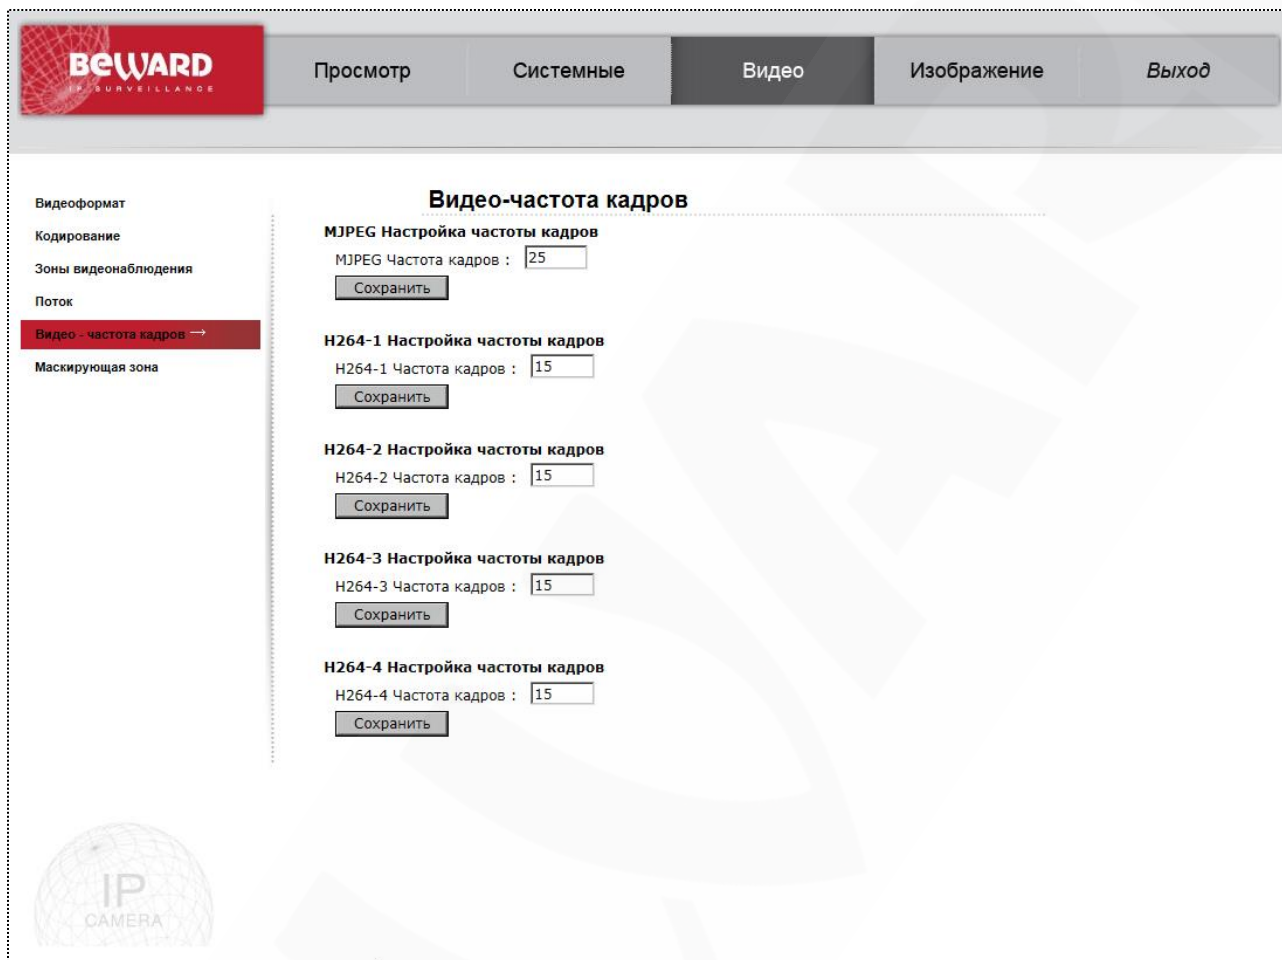 BEWARD
IP SURVEILLANCE
Просмотр Системные Видео Изображение Выход
Видеоформат
Кодирование
Зоны видеонаблюдения
Поток
Видео - частота кадров →
Маскирующая зона
Видео-частота кадров
MJPEG Настройка частоты кадров
MJPEG Частота кадров : 25
Сохранить
H264-1 Настройка частоты кадров
H264-1 Частота кадров : 15
Сохранить
H264-2 Настройка частоты кадров
H264-2 Частота кадров : 15
Сохранить
H264-3 Настройка частоты кадров
H264-3 Частота кадров : 15
Сохранить
H264-4 Настройка частоты кадров
H264-4 Частота кадров : 15
Сохранить
IP
CAMERA